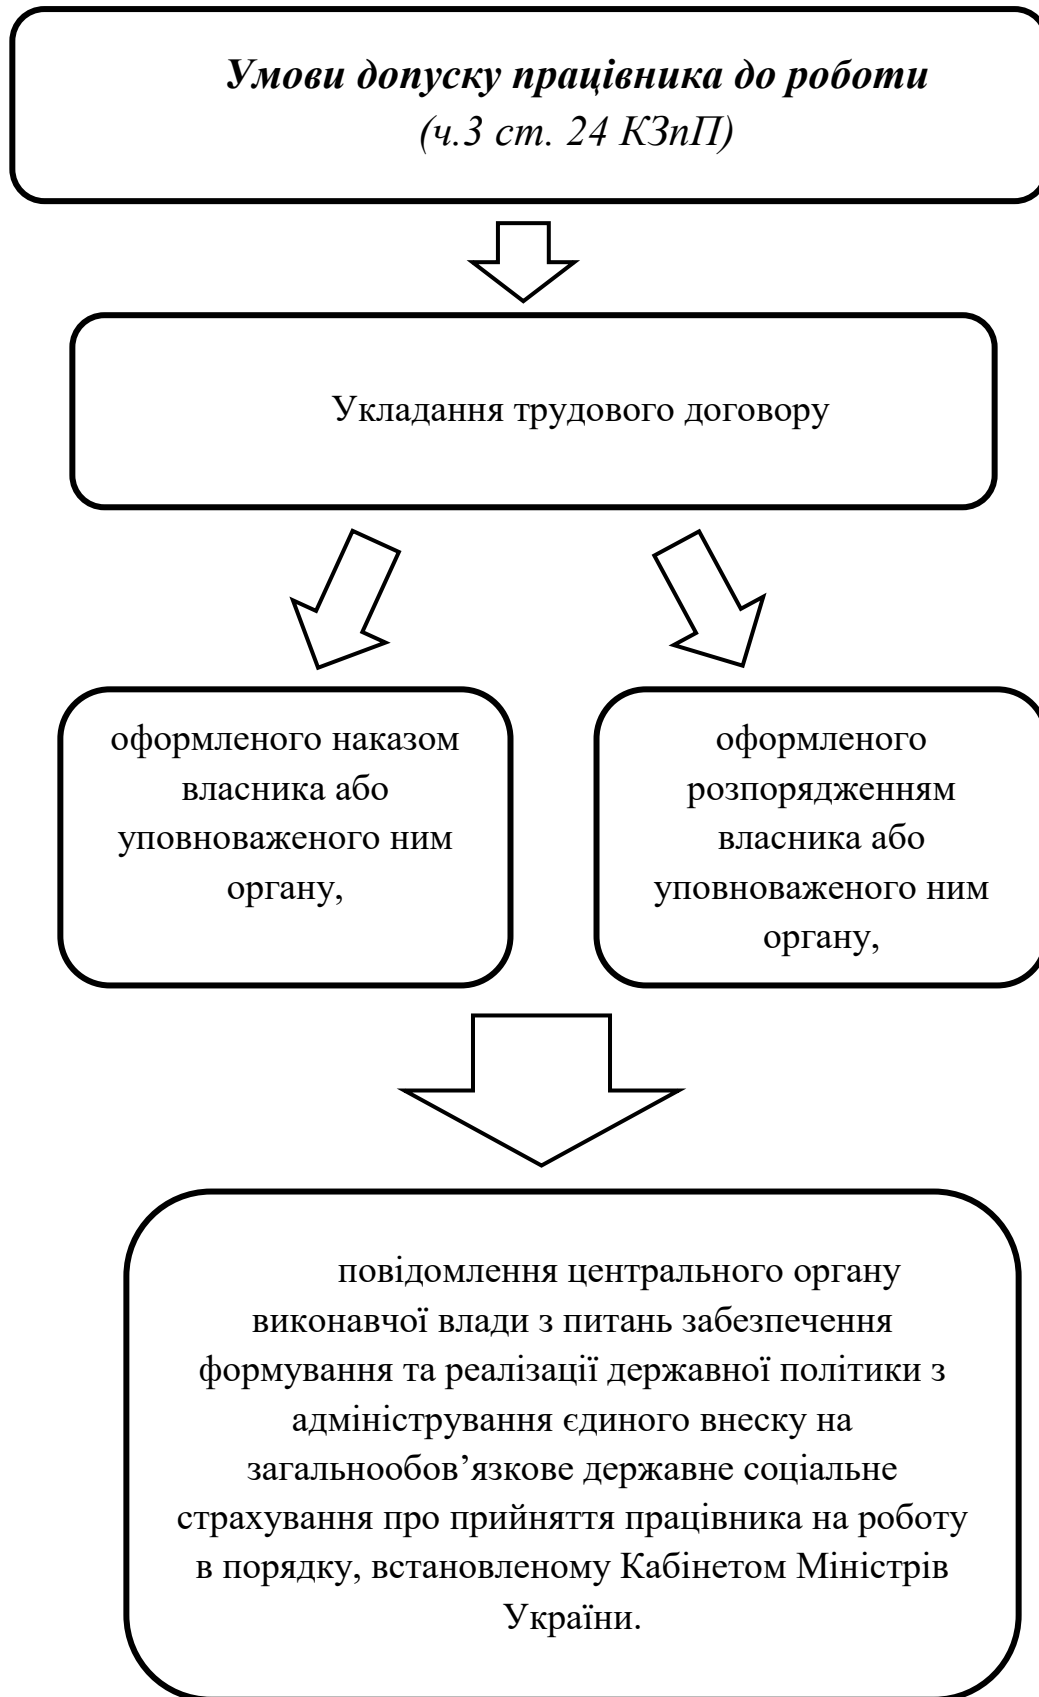 Умови допуску працівника до роботи
(ч.3 ст. 24 КЗпП)
Укладання трудового договору
оформленого наказом
власника або
уповноваженого ним
органу,
оформленого
розпорядженням
власника або
уповноваженого ним
органу,
повідомлення центрального органу
виконавчої влади з питань забезпечення
формування та реалізації державної політики з
адміністрування єдиного внеску на
загальнообов’язкове державне соціальне
страхування про прийняття працівника на роботу
в порядку, встановленому Кабінетом Міністрів
України.